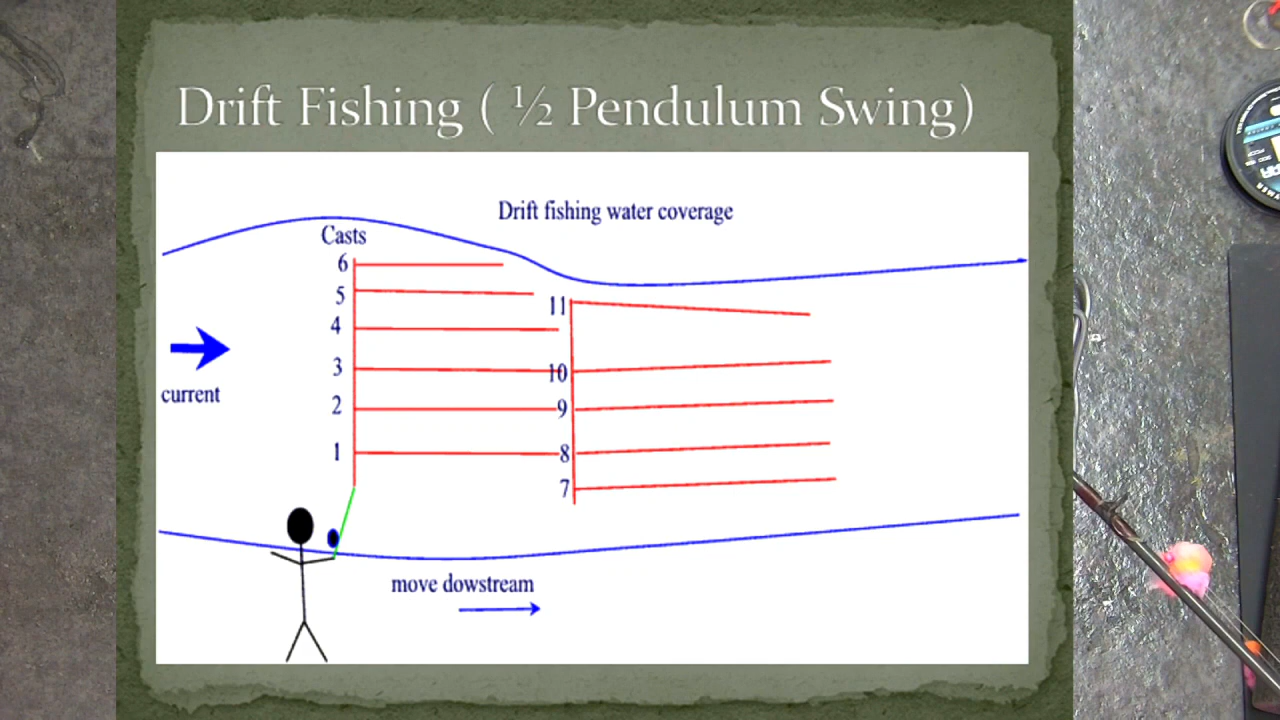 Drift Fishing ( ½ Pendulum Swing)
Drift fishing water coverage
Casts
6
5
11
4
3
10
current
2
9
1
8
7
move dowstream